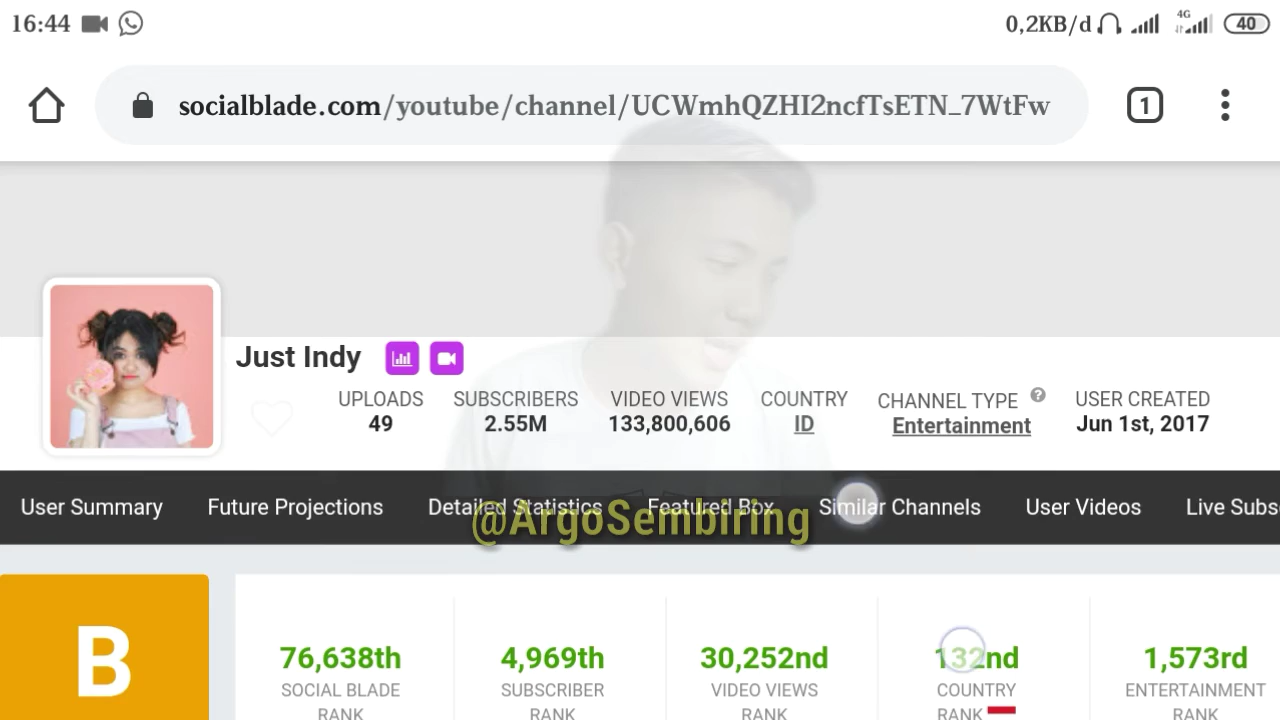 16:44
0,2KB/d
4G
40
socialblade.com/youtube/channel/UCWmhQZHI2ncfTsETN_7WtFw
1
Just Indy
UPLOADS SUBSCRIBERS VIDEO VIEWS COUNTRY CHANNEL TYPE ? USER CREATED
49 2.55M 133,800,606 ID Entertainment Jun 1st, 2017
User Summary Future Projections Detailed Statistics Featured Box Similar Channels User Videos Live Subs
@ArgoSembiring
B
76,638th 4,969th 30,252nd 132nd 1,573rd
SOCIAL BLADE SUBSCRIBER VIDEO VIEWS COUNTRY ENTERTAINMENT
RANK RANK RANK RANK RANK